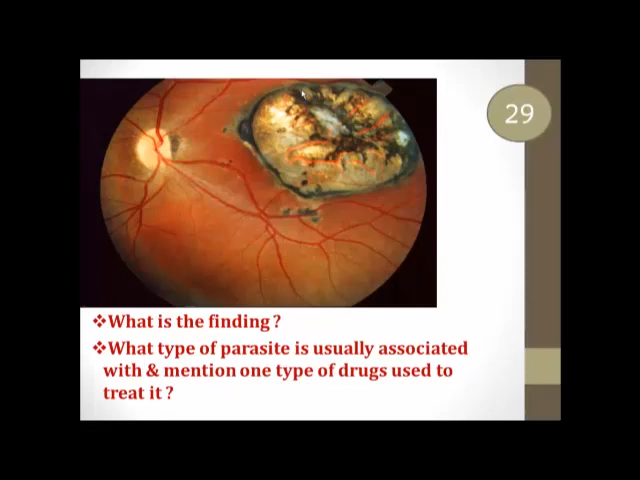 29
❖What is the finding ?
❖What type of parasite is usually associated
with & mention one type of drugs used to
treat it ?